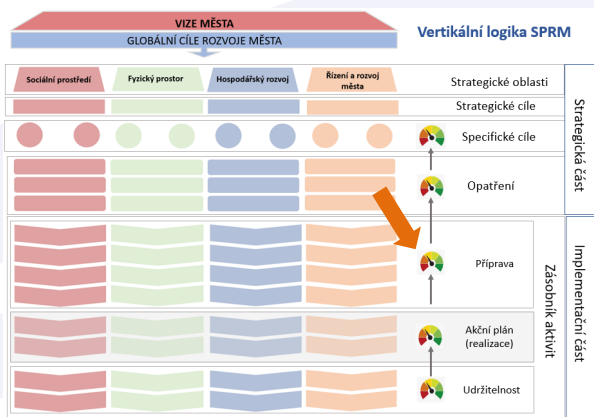 VIZE MĚSTA
Vertikální logika SPRM
GLOBÁLNÍ CÍLE ROZVOJE MĚSTA
Sociální prostředí
Fyzický prostor
Hospodářský rozvoj
Řízení a rozvoj
města
Strategické oblasti
Strategické cíle
Specifické cíle
Opatření
Strategická část
Příprava
Akční plán
(realizace)
Udržitelnost
Zásobník aktivit
Implementační část